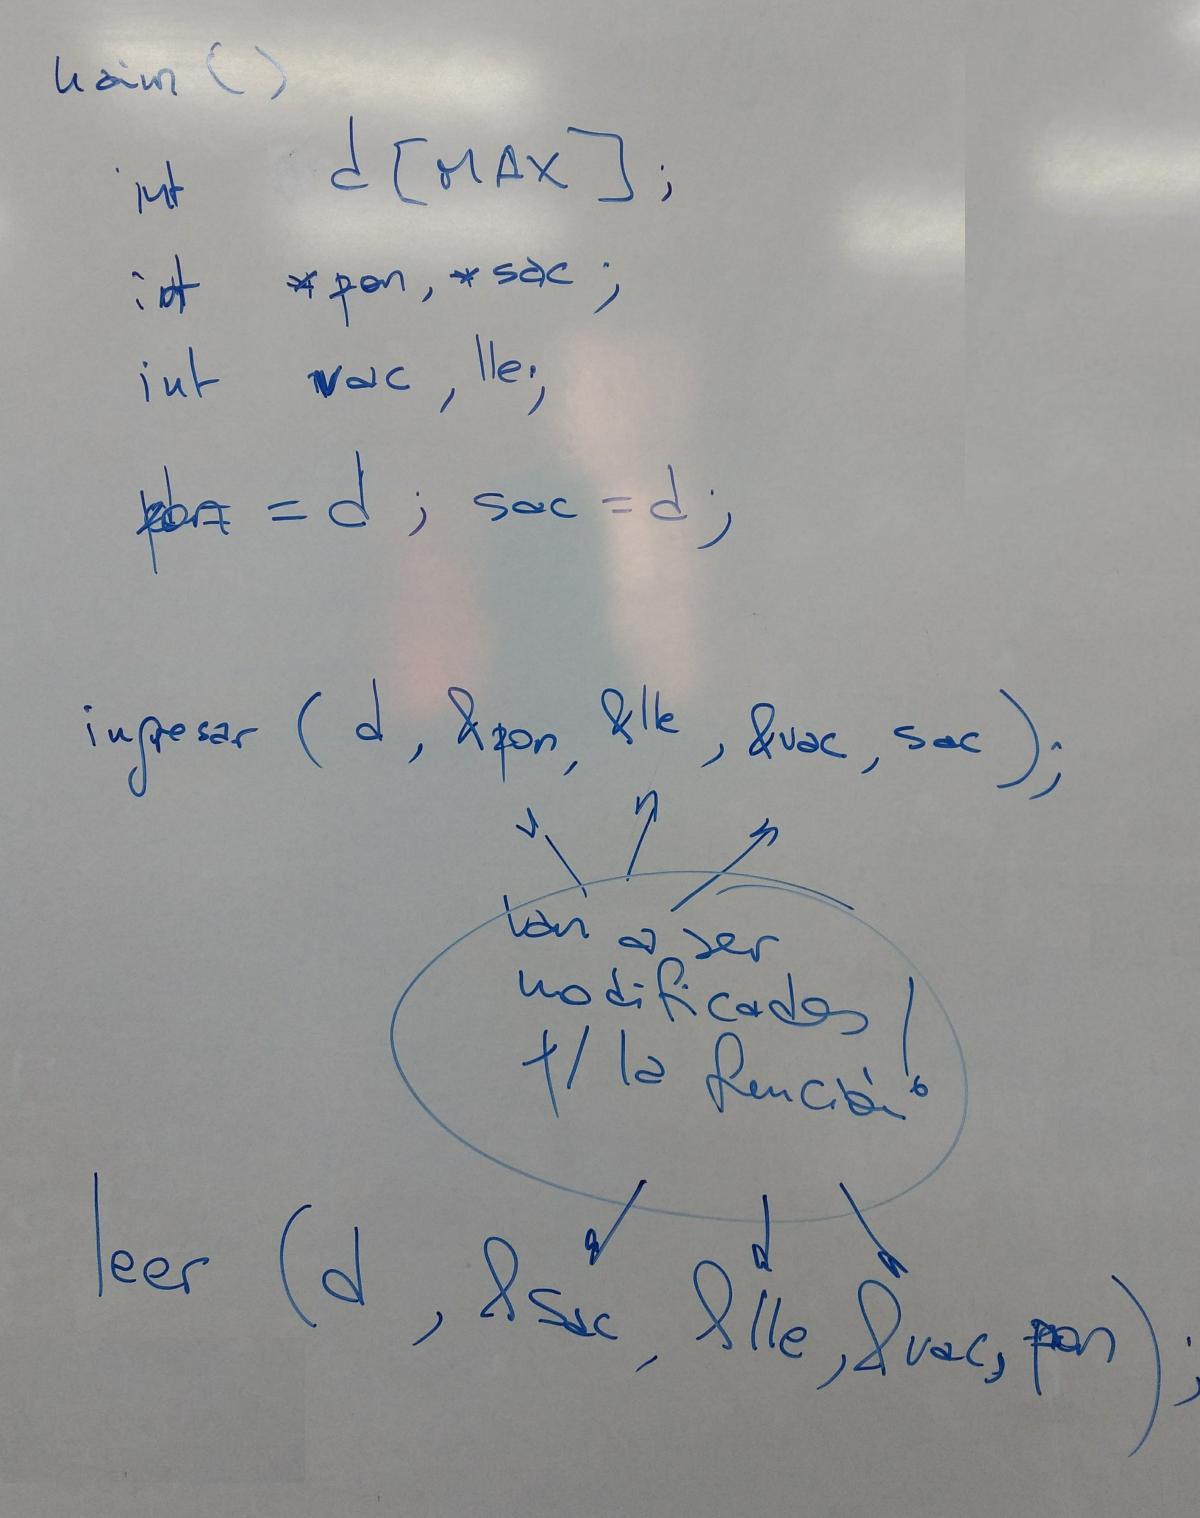 main ()
int d [MAX] ;
int *pon, *sac ;
int vac , lle;
pon = d ; sac = d ;
ingresar ( d , &pon, &lle , &vac , sac ) ;
van a ser
modificados
p/ la función
leer ( d , &sac , &lle , &vac, pon ) ;